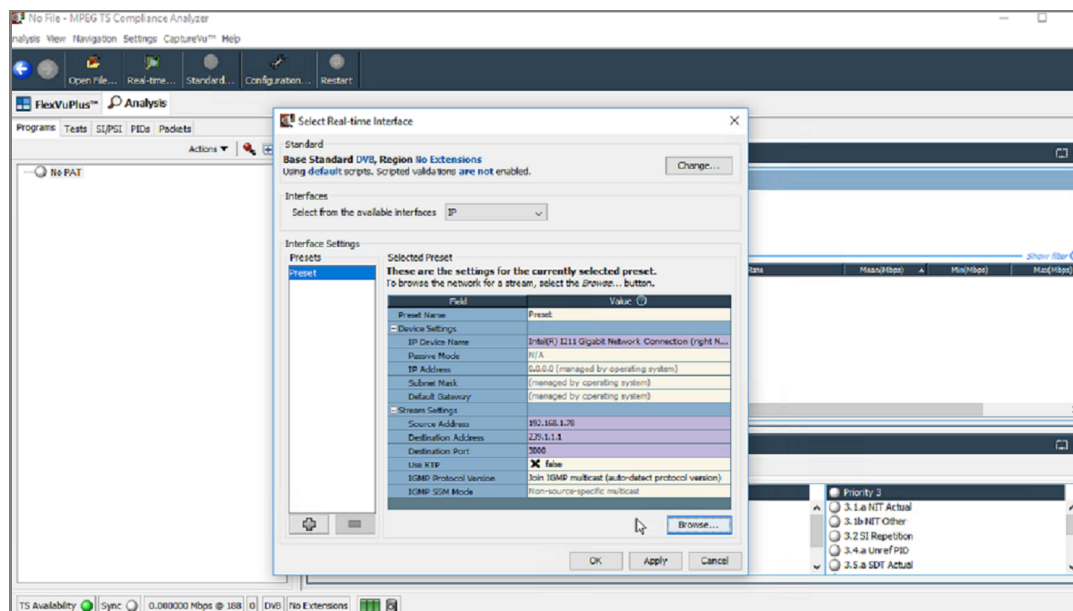 No File - MPEG TS Compliance Analyzer
nalysis View Navigation Settings CaptureVu™ Help
Open File... Real-time... Standard... Configuration... Restart
FlexVuPlus™ Analysis
Programs Tests SI/PSI PIDs Packets
Actions
No PAT
Select Real-time Interface
Standard
Base Standard DVB, Region No Extensions
Using default scripts. Scripted validations are not enabled.
Change...
Interfaces
Select from the available interfaces IP
Interface Settings
Presets
Preset
Selected Preset
These are the settings for the currently selected preset.
To browse the network for a stream, select the Browse... button.
Field Value
Preset Name Preset
Device Settings
IP Device Name Intel(R) I211 Gigabit Network Connection (right N...
Passive Mode N/A
IP Address 0.0.0.0 (managed by operating system)
Subnet Mask (managed by operating system)
Default Gateway (managed by operating system)
Stream Settings
Source Address 192.168.1.70
Destination Address 239.1.1.1
Destination Port
Use RTP false
IGMP Protocol Version Join IGMP multicast (auto-detect protocol version)
IGMP SSM Mode Non-source-specific multicast
Browse...
OK Apply Cancel
Show filter
Mean(Mbps) Min(Mbps) Max(Mbps)
Priority 3
3.1.a NIT Actual
3.1b NIT Other
3.2 SI Repetition
3.4.a Unref PID
3.5.a SDT Actual
TS Availability Sync 0.000000 Mbps @ 188 0 DVB No Extensions